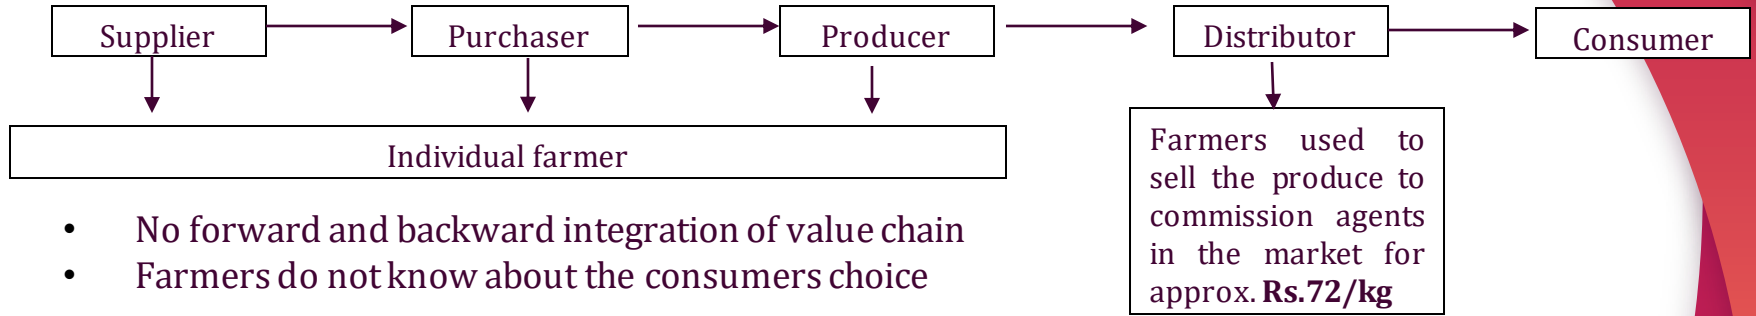 Supplier
Purchaser
Producer
Distributor
Consumer
Individual farmer
Farmers used to
sell the produce to
commission agents
in the market for
approx. Rs.72/kg
• No forward and backward integration of value chain
• Farmers do not know about the consumers choice